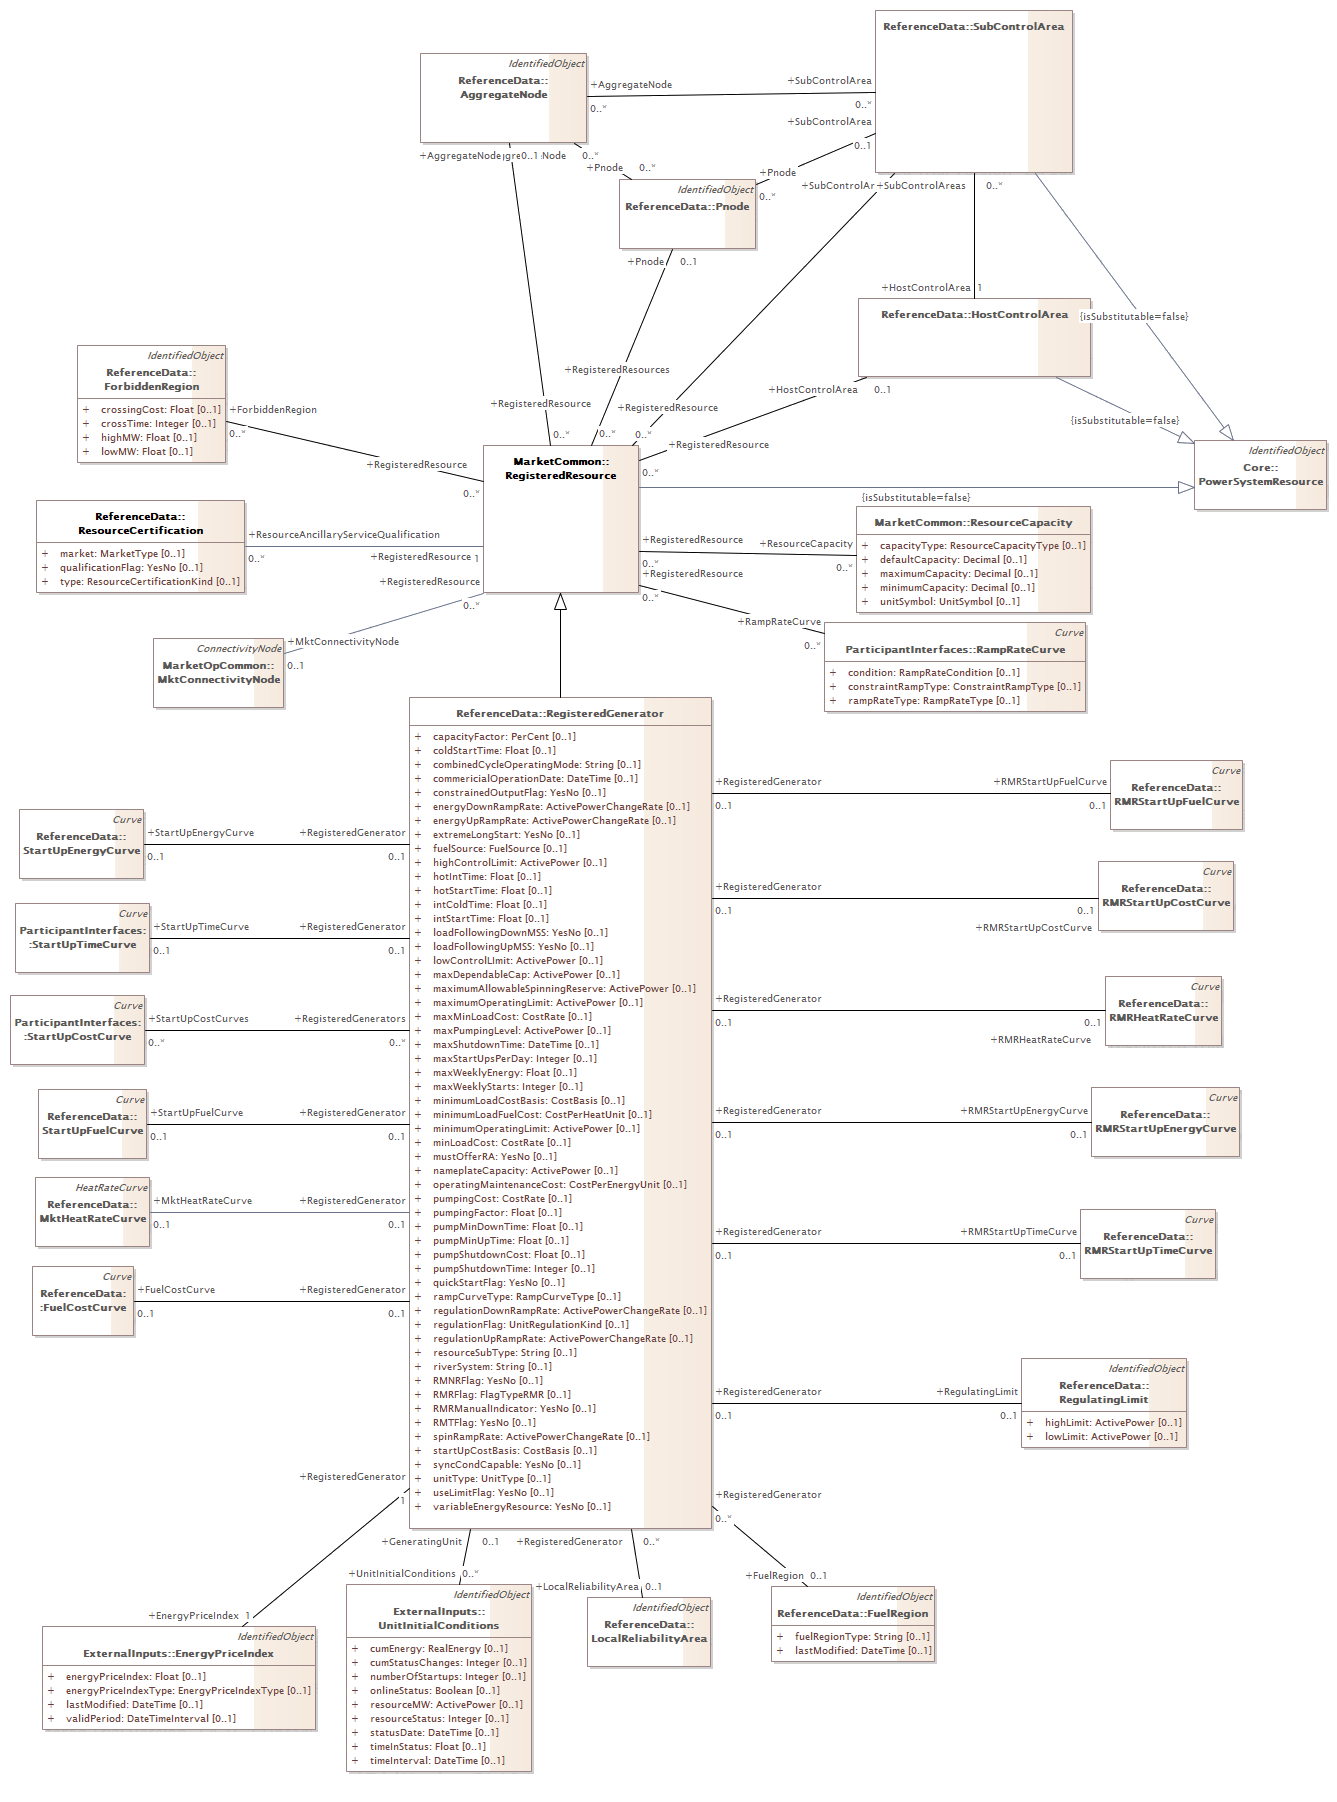 ReferenceData::SubControlArea
IdentifiedObject
ReferenceData::
AggregateNode
+AggregateNode
0..*
+SubControlArea
0..*
+SubControlArea
0..1
+AggregateNode
0..1
Node
0..*
+Pnode
0..*
+Pnode
0..*
IdentifiedObject
ReferenceData::Pnode
+SubControlAr
+SubControlAreas
0..*
+Pnode
0..1
+HostControlArea
1
ReferenceData::HostControlArea
{isSubstitutable=false}
IdentifiedObject
ReferenceData::
ForbiddenRegion
+ crossingCost: Float [0..1]
+ crossTime: Integer [0..1]
+ highMW: Float [0..1]
+ lowMW: Float [0..1]
+ForbiddenRegion
0..*
+RegisteredResource
0..*
+RegisteredResources
0..*
+RegisteredResource
0..*
+RegisteredResource
0..*
+HostControlArea
0..1
+RegisteredResource
0..*
{isSubstitutable=false}
IdentifiedObject
Core::
PowerSystemResource
{isSubstitutable=false}
MarketCommon::
RegisteredResource
ReferenceData::
ResourceCertification
+ market: MarketType [0..1]
+ qualificationFlag: YesNo [0..1]
+ type: ResourceCertificationKind [0..1]
+ResourceAncillaryServiceQualification
0..*
+RegisteredResource
1
+RegisteredResource
0..*
+MktConnectivityNode
0..1
ConnectivityNode
MarketOpCommon::
MktConnectivityNode
+RegisteredResource
0..*
+ResourceCapacity
0..*
MarketCommon::ResourceCapacity
+ capacityType: ResourceCapacityType [0..1]
+ defaultCapacity: Decimal [0..1]
+ maximumCapacity: Decimal [0..1]
+ minimumCapacity: Decimal [0..1]
+ unitSymbol: UnitSymbol [0..1]
+RegisteredResource
0..*
+RampRateCurve
0..*
Curve
ParticipantInterfaces::RampRateCurve
+ condition: RampRateCondition [0..1]
+ constraintRampType: ConstraintRampType [0..1]
+ rampRateType: RampRateType [0..1]
ReferenceData::RegisteredGenerator
+ capacityFactor: PerCent [0..1]
+ coldStartTime: Float [0..1]
+ combinedCycleOperatingMode: String [0..1]
+ commericialOperationDate: DateTime [0..1]
+ constrainedOutputFlag: YesNo [0..1]
+ energyDownRampRate: ActivePowerChangeRate [0..1]
+ energyUpRampRate: ActivePowerChangeRate [0..1]
+ extremeLongStart: YesNo [0..1]
+ fuelSource: FuelSource [0..1]
+ highControlLimit: ActivePower [0..1]
+ hotIntTime: Float [0..1]
+ hotStartTime: Float [0..1]
+ intColdTime: Float [0..1]
+ intStartTime: Float [0..1]
+ loadFollowingDownMSS: YesNo [0..1]
+ loadFollowingUpMSS: YesNo [0..1]
+ lowControlLImit: ActivePower [0..1]
+ maxDependableCap: ActivePower [0..1]
+ maximumAllowableSpinningReserve: ActivePower [0..1]
+ maximumOperatingLimit: ActivePower [0..1]
+ maxMinLoadCost: CostRate [0..1]
+ maxPumpingLevel: ActivePower [0..1]
+ maxShutdownTime: DateTime [0..1]
+ maxStartUpsPerDay: Integer [0..1]
+ maxWeeklyEnergy: Float [0..1]
+ maxWeeklyStarts: Integer [0..1]
+ minimumLoadCostBasis: CostBasis [0..1]
+ minimumLoadFuelCost: CostPerHeatUnit [0..1]
+ minimumOperatingLimit: ActivePower [0..1]
+ minLoadCost: CostRate [0..1]
+ mustOfferRA: YesNo [0..1]
+ nameplateCapacity: ActivePower [0..1]
+ operatingMaintenanceCost: CostPerEnergyUnit [0..1]
+ pumpingCost: CostRate [0..1]
+ pumpingFactor: Float [0..1]
+ pumpMinDownTime: Float [0..1]
+ pumpMinUpTime: Float [0..1]
+ pumpShutdownCost: Float [0..1]
+ pumpShutdownTime: Integer [0..1]
+ quickStartFlag: YesNo [0..1]
+ rampCurveType: RampCurveType [0..1]
+ regulationDownRampRate: ActivePowerChangeRate [0..1]
+ regulationFlag: UnitRegulationKind [0..1]
+ regulationUpRampRate: ActivePowerChangeRate [0..1]
+ resourceSubType: String [0..1]
+ riverSystem: String [0..1]
+ RMNRFlag: YesNo [0..1]
+ RMRFlag: FlagTypeRMR [0..1]
+ RMRManualIndicator: YesNo [0..1]
+ RMTFlag: YesNo [0..1]
+ spinRampRate: ActivePowerChangeRate [0..1]
+ startUpCostBasis: CostBasis [0..1]
+ syncCondCapable: YesNo [0..1]
+ unitType: UnitType [0..1]
+ useLimitFlag: YesNo [0..1]
+ variableEnergyResource: YesNo [0..1]
Curve
ReferenceData::
StartUpEnergyCurve
+StartUpEnergyCurve
0..1
+RegisteredGenerator
0..1
Curve
ParticipantInterfaces:
:StartUpTimeCurve
+StartUpTimeCurve
0..1
+RegisteredGenerator
0..1
Curve
ParticipantInterfaces:
:StartUpCostCurve
+StartUpCostCurves
0..*
+RegisteredGenerators
0..*
Curve
ReferenceData::
StartUpFuelCurve
+StartUpFuelCurve
0..1
+RegisteredGenerator
0..1
HeatRateCurve
ReferenceData::
MktHeatRateCurve
+MktHeatRateCurve
0..1
+RegisteredGenerator
0..1
Curve
ReferenceData:
:FuelCostCurve
+FuelCostCurve
0..1
+RegisteredGenerator
0..1
+RegisteredGenerator
0..1
+RMRStartUpFuelCurve
0..1
Curve
ReferenceData::
RMRStartUpFuelCurve
+RegisteredGenerator
0..1
0..1
+RMRStartUpCostCurve
Curve
ReferenceData::
RMRStartUpCostCurve
+RegisteredGenerator
0..1
0..1
+RMRHeatRateCurve
Curve
ReferenceData::
RMRHeatRateCurve
+RegisteredGenerator
0..1
+RMRStartUpEnergyCurve
0..1
Curve
ReferenceData::
RMRStartUpEnergyCurve
+RegisteredGenerator
0..1
+RMRStartUpTimeCurve
0..1
Curve
ReferenceData::
RMRStartUpTimeCurve
+RegisteredGenerator
0..1
+RegulatingLimit
0..1
IdentifiedObject
ReferenceData::
RegulatingLimit
+ highLimit: ActivePower [0..1]
+ lowLimit: ActivePower [0..1]
+RegisteredGenerator
1
+EnergyPriceIndex
1
IdentifiedObject
ExternalInputs::EnergyPriceIndex
+ energyPriceIndex: Float [0..1]
+ energyPriceIndexType: EnergyPriceIndexType [0..1]
+ lastModified: DateTime [0..1]
+ validPeriod: DateTimeInterval [0..1]
+GeneratingUnit
0..1
+UnitInitialConditions
0..*
IdentifiedObject
ExternalInputs::
UnitInitialConditions
+ cumEnergy: RealEnergy [0..1]
+ cumStatusChanges: Integer [0..1]
+ numberOfStartups: Integer [0..1]
+ onlineStatus: Boolean [0..1]
+ resourceMW: ActivePower [0..1]
+ resourceStatus: Integer [0..1]
+ statusDate: DateTime [0..1]
+ timeInStatus: Float [0..1]
+ timeInterval: DateTime [0..1]
+RegisteredGenerator
0..*
+LocalReliabilityArea
0..1
IdentifiedObject
ReferenceData::
LocalReliabilityArea
+RegisteredGenerator
0..*
+FuelRegion
0..1
IdentifiedObject
ReferenceData::FuelRegion
+ fuelRegionType: String [0..1]
+ lastModified: DateTime [0..1]